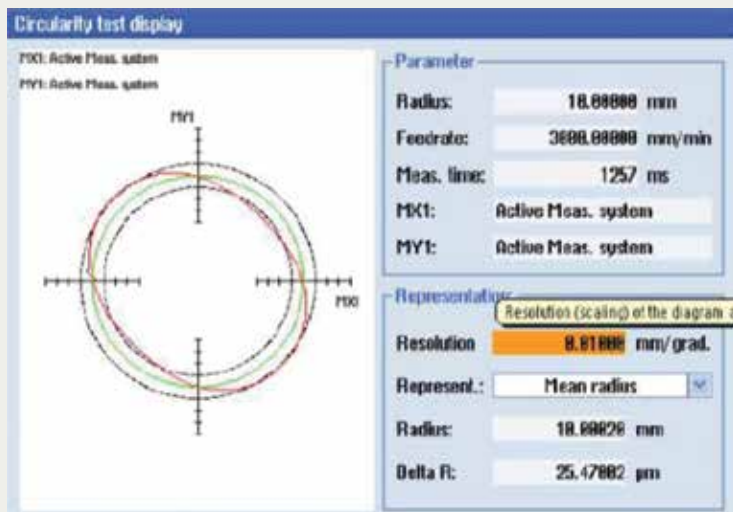 Circularity test display
MX1: Active Meas. system
MY1: Active Meas. system
MY1
MX1
Parameter
Radius: 10.00000 mm
Feedrate: 3000.00000 mm/min
Meas. time: 1257 ms
MX1: Active Meas. system
MY1: Active Meas. system
Representation
Resolution (scaling) of the diagram a
Resolution 0.01000 mm/grad.
Represent.: Mean radius
Radius: 10.00020 mm
Delta R: 25.47002 µm